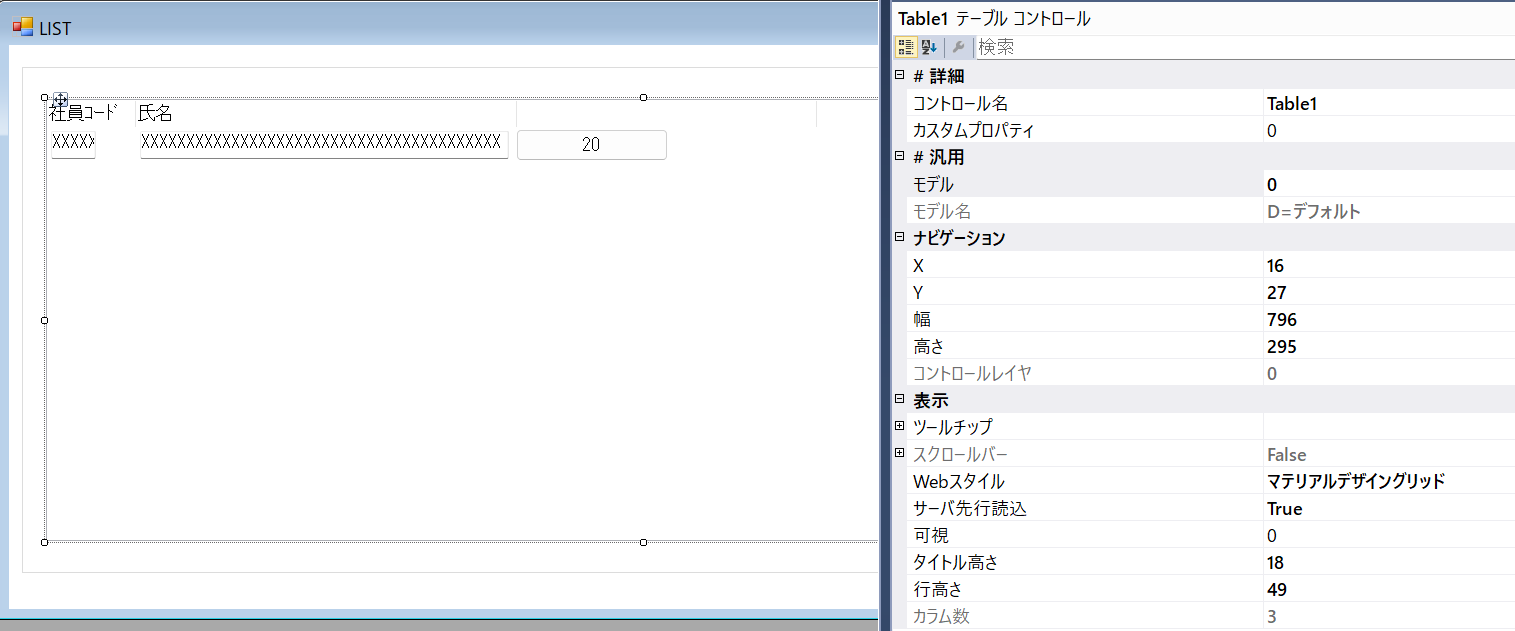 LIST
社員コード 氏名
XXXXX XXXXXXXXXXXXXXXXXXXXXXXXXXXXXXXXXXXXXXXX 20
Table1 テーブル コントロール
検索
# 詳細
コントロール名 Table1
カスタムプロパティ 0
# 汎用
モデル 0
モデル名 D=デフォルト
ナビゲーション
X 16
Y 27
幅 796
高さ 295
コントロールレイヤ 0
表示
ツールチップ
スクロールバー False
Webスタイル マテリアルデザイングリッド
サーバ先行読込 True
可視 0
タイトル高さ 18
行高さ 49
カラム数 3